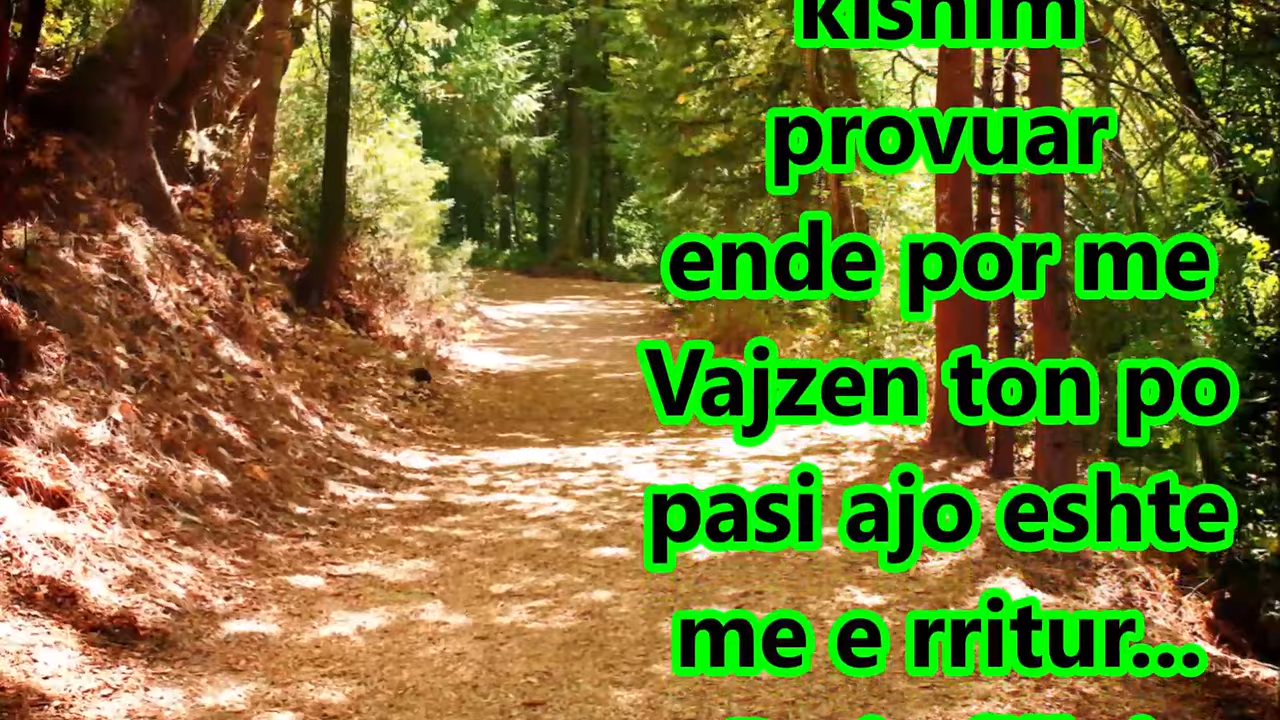 kishim
provuar
ende por me
Vajzen ton po
pasi ajo eshte
me e rritur...